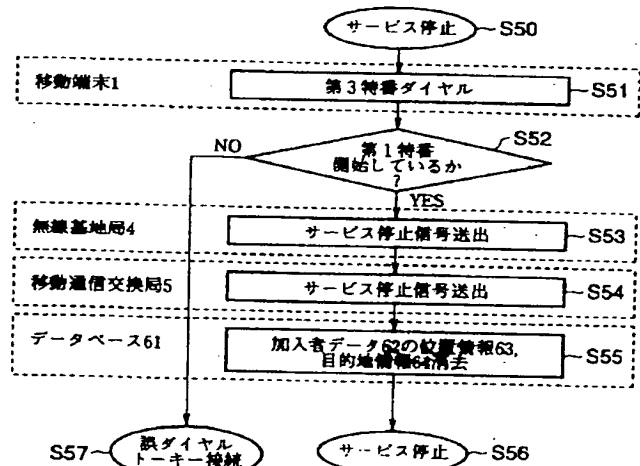 サービス停止 S50
移動端末1
第3特番ダイヤル S51
S52
第1特番
開始しているか
?
NO
YES
無線基地局4
サービス停止信号送出 S53
移動通信交換局5
サービス停止信号送出 S54
データベース61
加入者データ62の位置情報63,
目的地情報64消去
S55
S57
誤ダイヤル
トーキー接続
サービス停止 S56